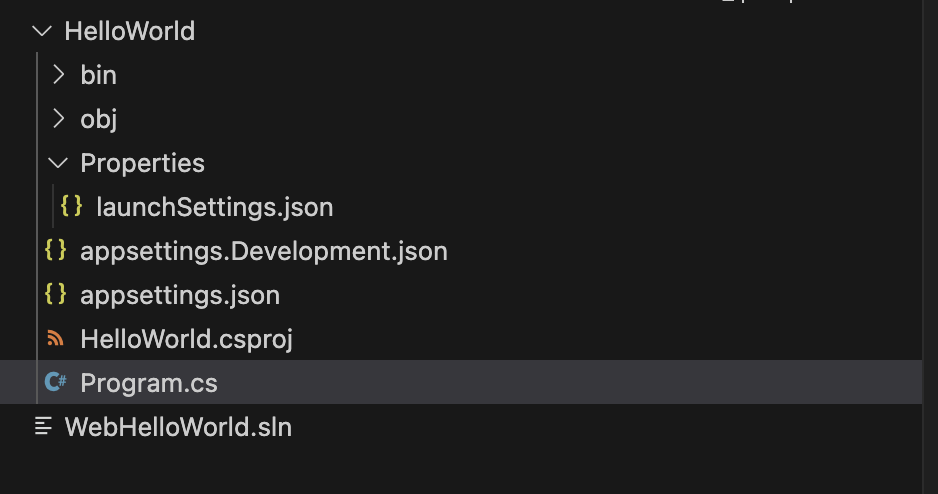 HelloWorld
bin
obj
Properties
{} launchSettings.json
{} appsettings.Development.json
{} appsettings.json
HelloWorld.csproj
C# Program.cs
WebHelloWorld.sln